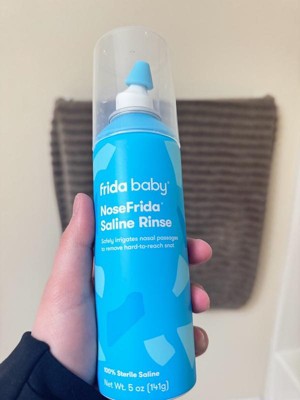 frida baby®
NoseFrida®
Saline Rinse
Safely irrigates nasal passages
to remove hard-to-reach snot
100% Sterile Saline
Net Wt. 5 oz (141g)